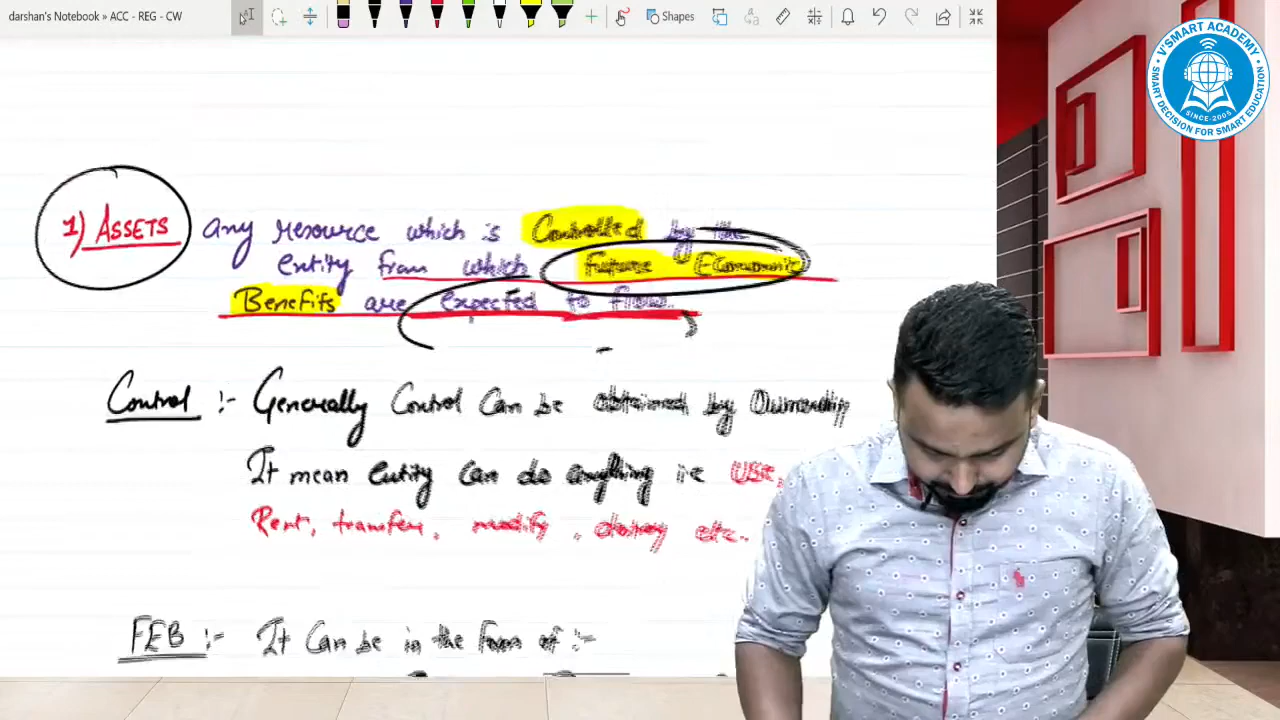 darshan's Notebook » ACC - REG - CW
Shapes
V'SMART ACADEMY
SMART DECISION FOR SMART EDUCATION
SINCE-2005
1) ASSETS any resource which is Controlled by the
entity from which Future Economic
Benefits are expected to flow.
Control :- Generally Control Can be obtained by Ownership
It mean entity Can do anything ie use,
Rent, transfer, modify, destroy etc.
FEB :- It Can be in the Form of :-